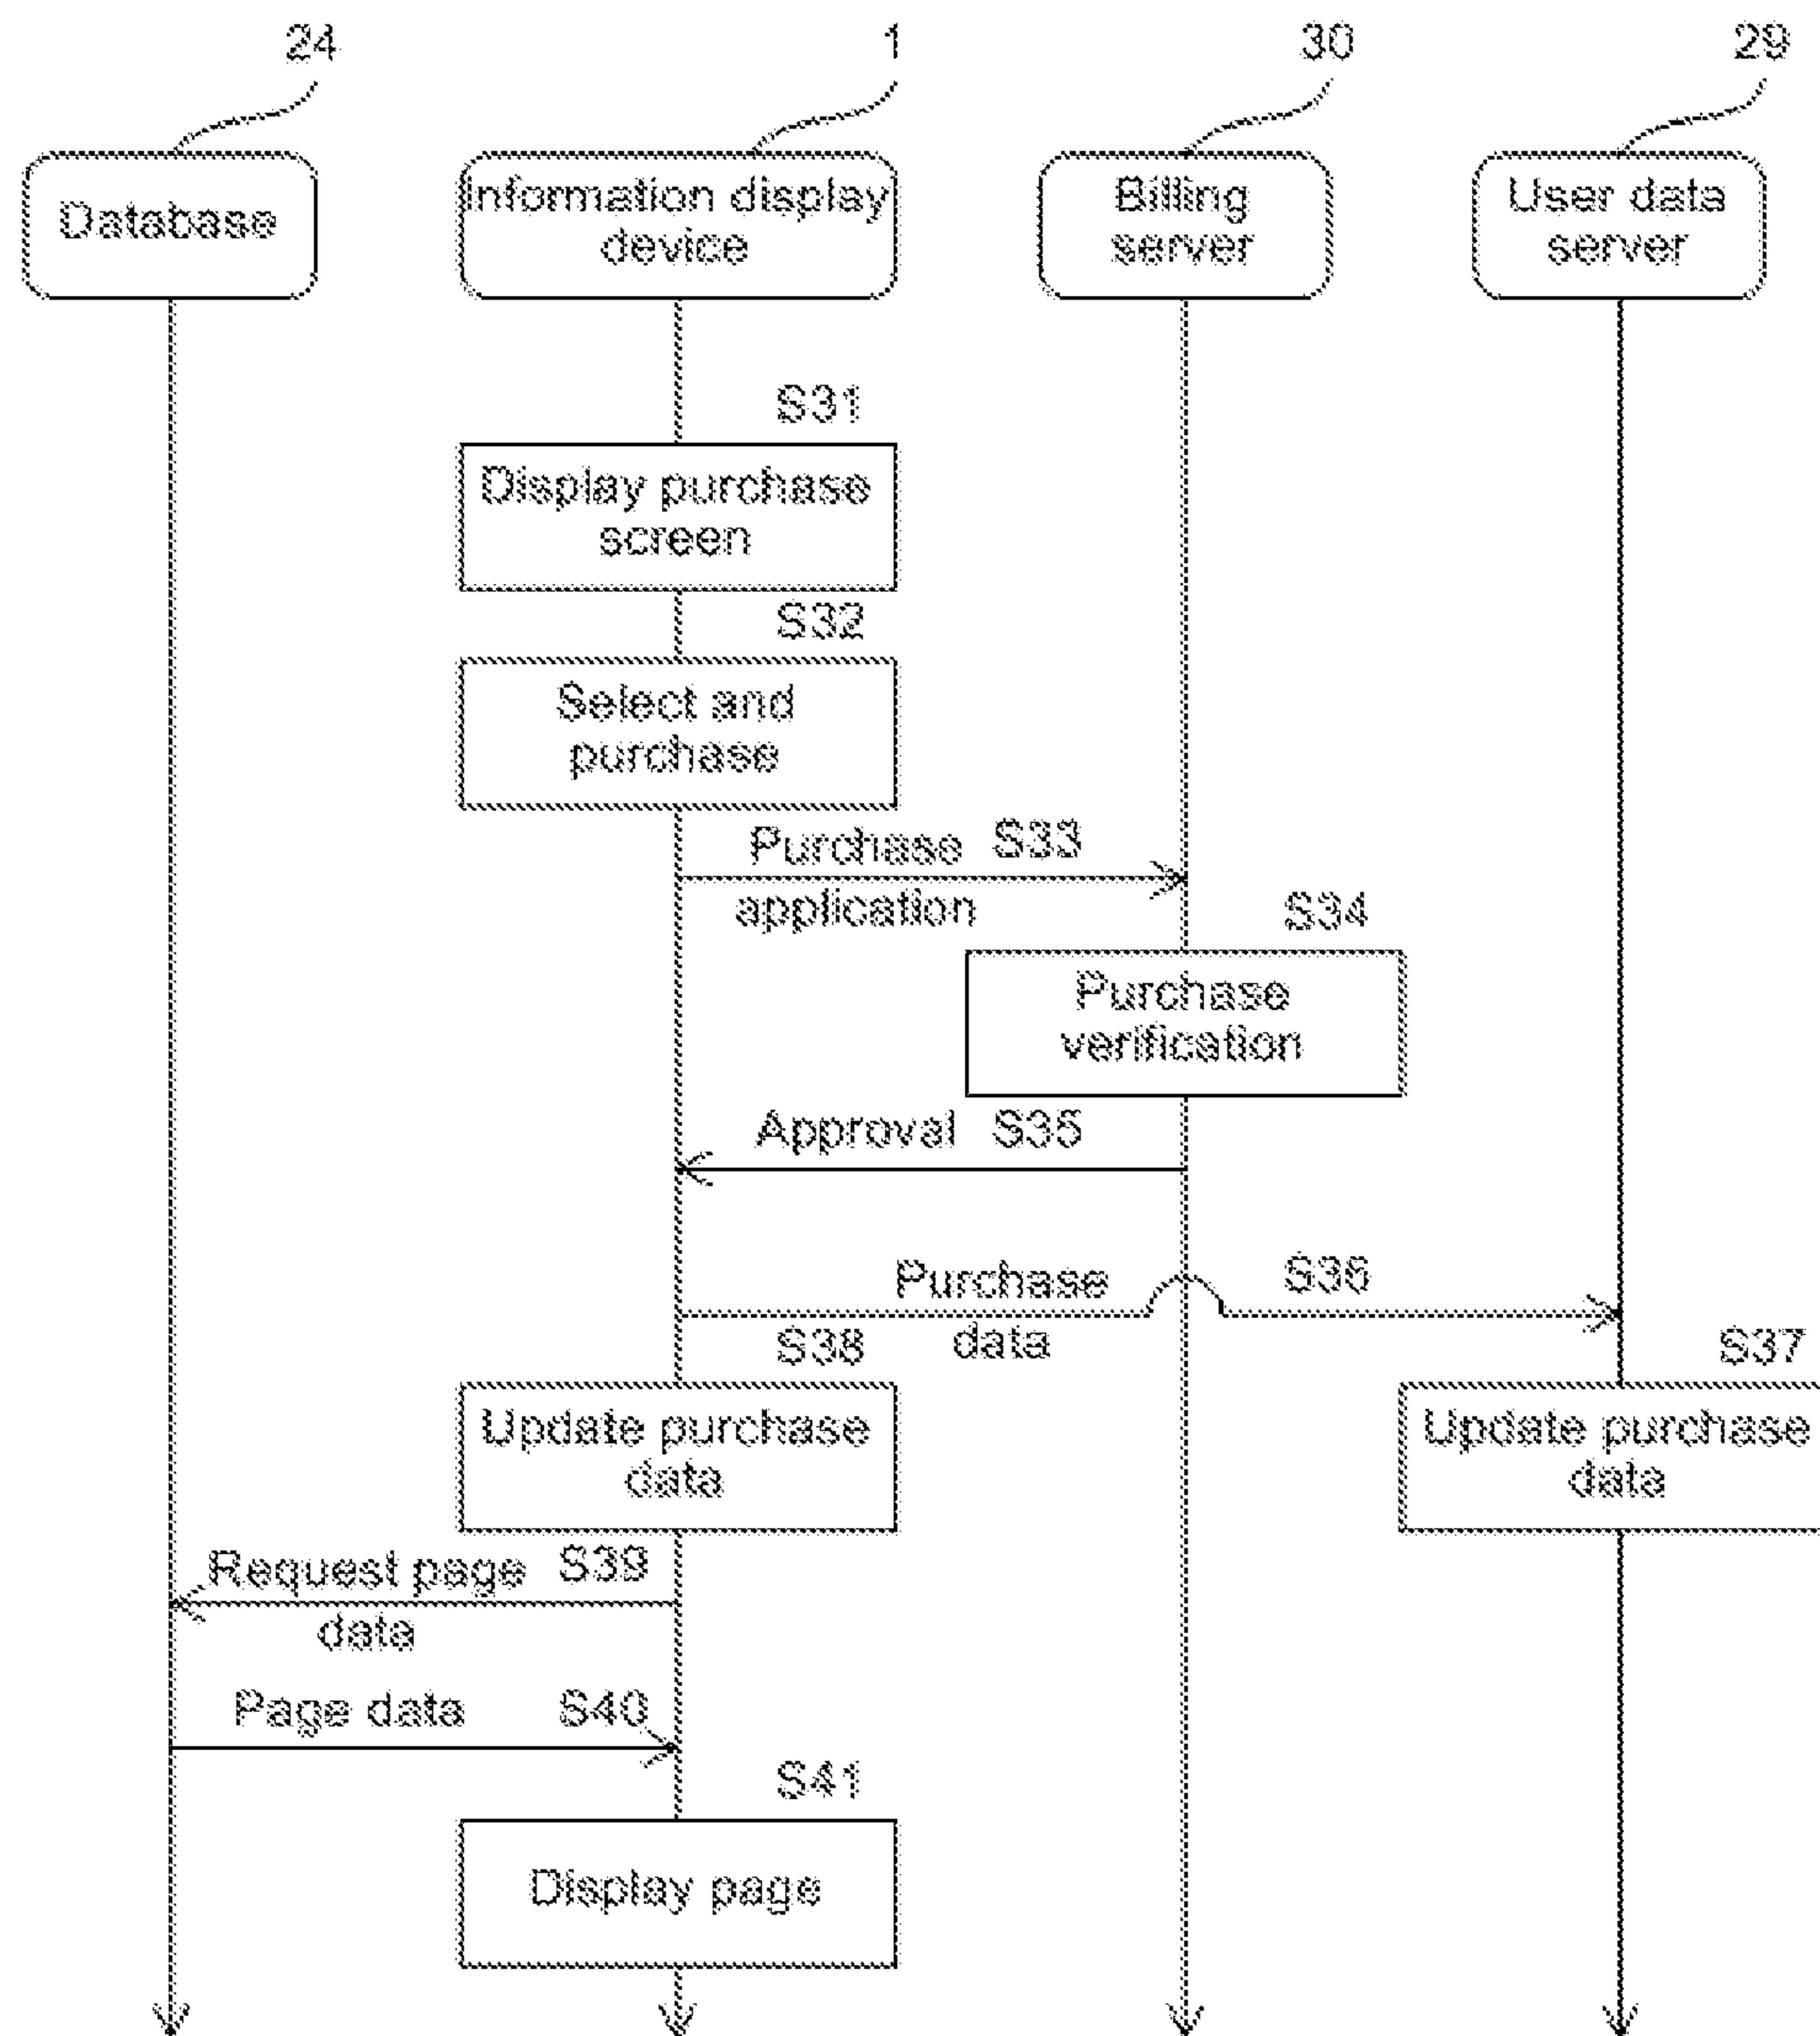 24
1
30
29
Database
Information display
device
Billing
server
User data
server
S31
Display purchase
screen
S32
Select and
purchase
Purchase S33
application
S34
Purchase
verification
Approval S35
Purchase S36
data
S38
S37
Update purchase
data
Update purchase
data
Request page S39
data
Page data S40
S41
Display page